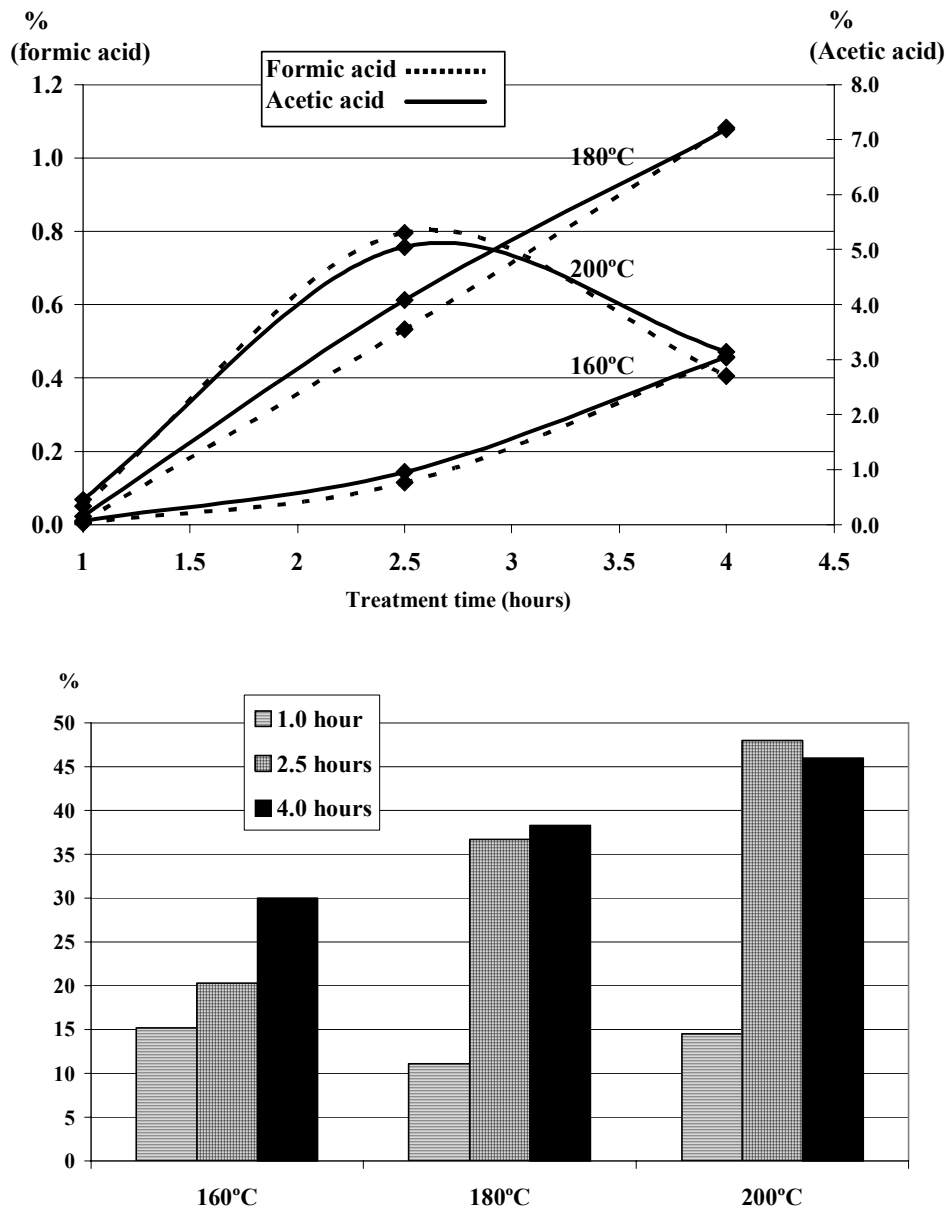 %
(formic acid)
%
(Acetic acid)
Formic acid
Acetic acid
1.2
1.0
0.8
0.6
0.4
0.2
0.0
8.0
7.0
6.0
5.0
4.0
3.0
2.0
1.0
0.0
180ºC
200ºC
160ºC
1 1.5 2 2.5 3 3.5 4 4.5
Treatment time (hours)
%
1.0 hour
2.5 hours
4.0 hours
50
45
40
35
30
25
20
15
10
5
0
160ºC 180ºC 200ºC